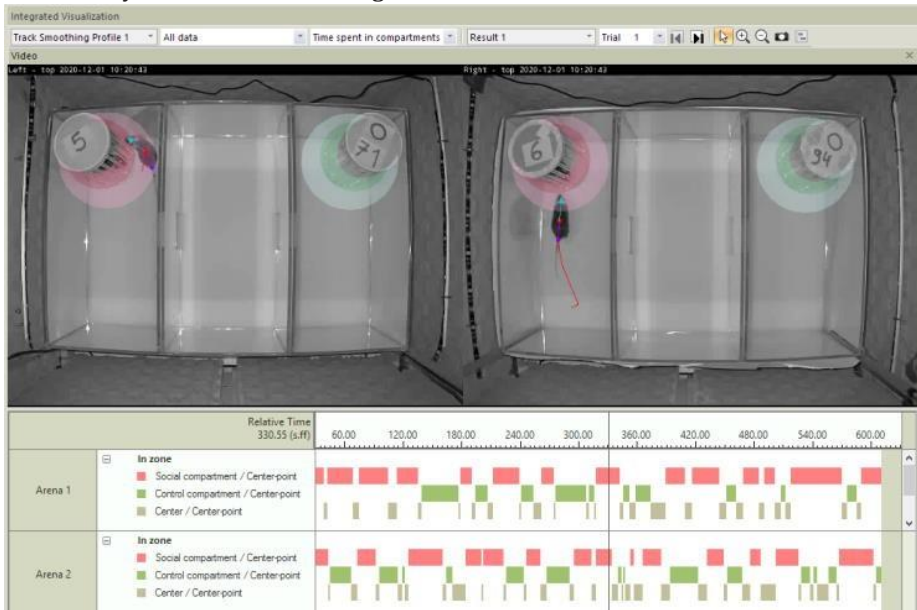 Integrated Visualization
Track Smoothing Profile 1 All data Time spent in compartments Result 1 Trial 1
Video
Left - top 2020-12-01 10:20:43 Right - top 2020-12-01 10:20:43
5 0 71 6 0 94
Relative Time
330.55 (s.ff) 60.00 120.00 180.00 240.00 300.00 360.00 420.00 480.00 540.00 600.00
In zone
Social compartment / Center-point
Arena 1 Control compartment / Center-point
Center / Center-point
In zone
Social compartment / Center-point
Arena 2 Control compartment / Center-point
Center / Center-point